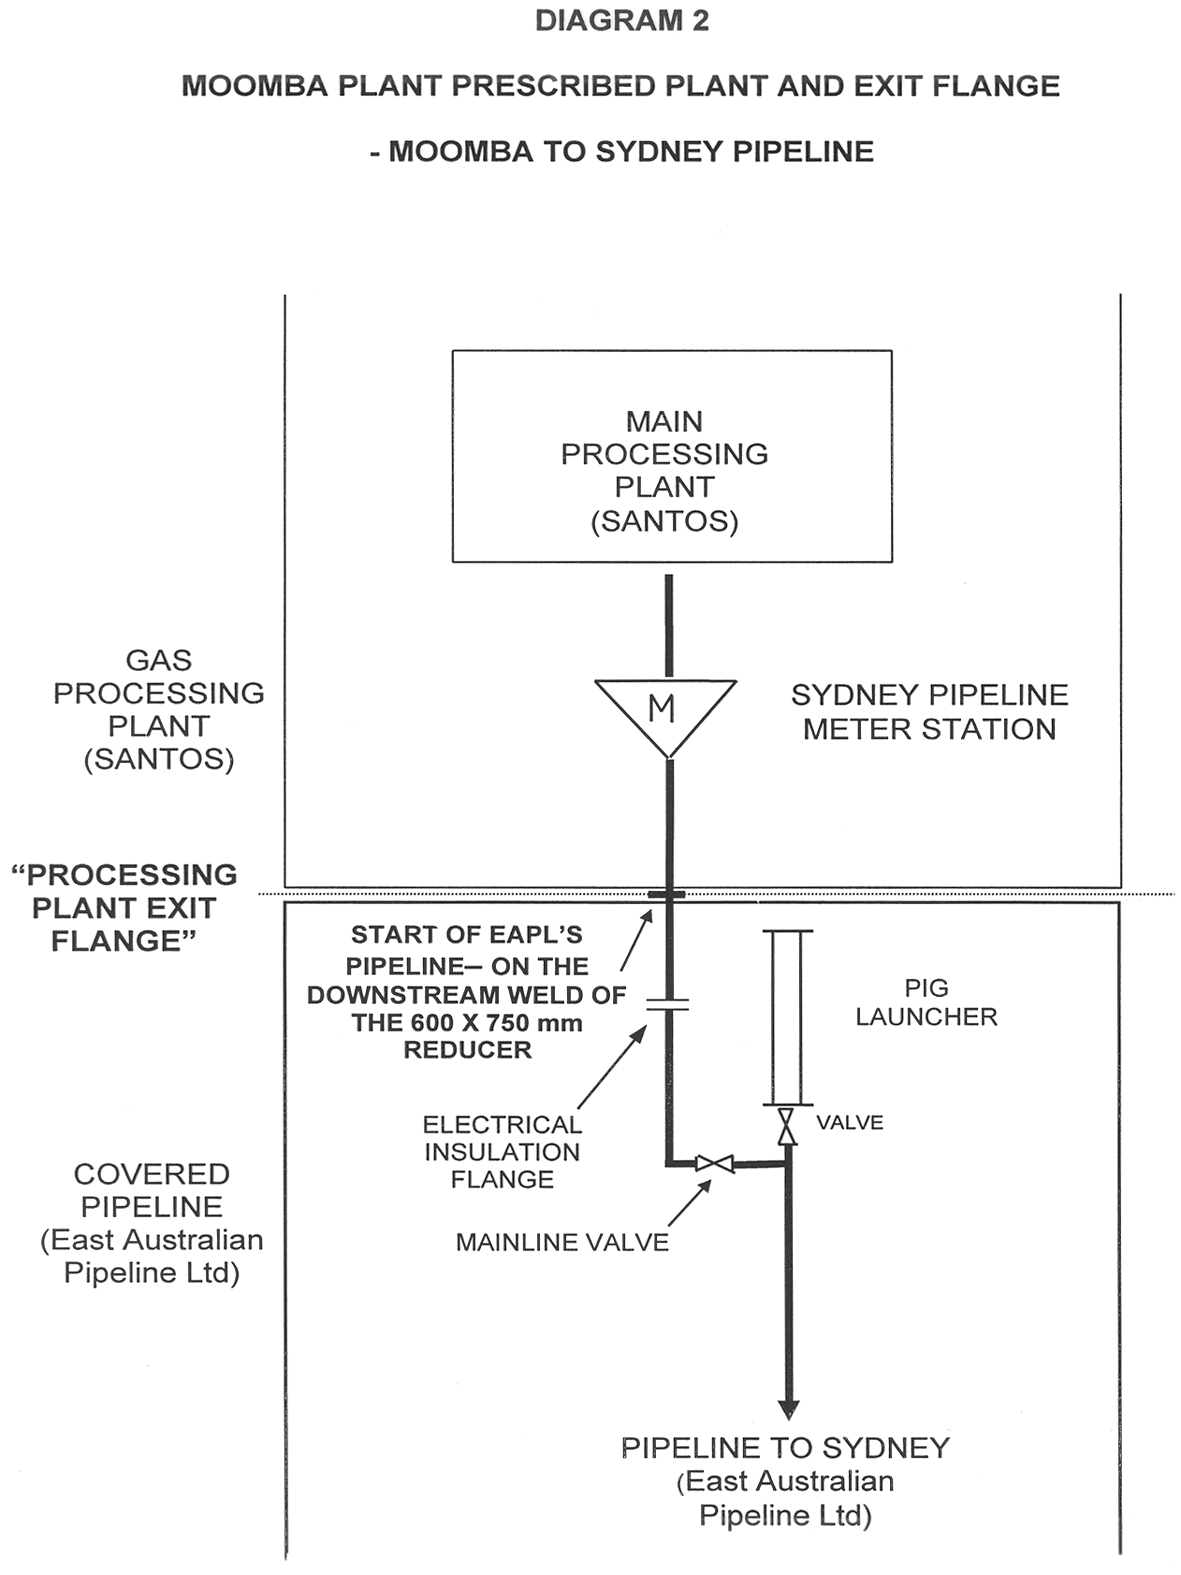 DIAGRAM 2
MOOMBA PLANT PRESCRIBED PLANT AND EXIT FLANGE
- MOOMBA TO SYDNEY PIPELINE
MAIN
PROCESSING
PLANT
(SANTOS)
GAS
PROCESSING
PLANT
(SANTOS)
M
SYDNEY PIPELINE
METER STATION
“PROCESSING
PLANT EXIT
FLANGE”
START OF EAPL’S
PIPELINE– ON THE
DOWNSTREAM WELD OF
THE 600 X 750 mm
REDUCER
PIG
LAUNCHER
ELECTRICAL
INSULATION
FLANGE
VALVE
COVERED
PIPELINE
(East Australian
Pipeline Ltd)
MAINLINE VALVE
PIPELINE TO SYDNEY
(East Australian
Pipeline Ltd)